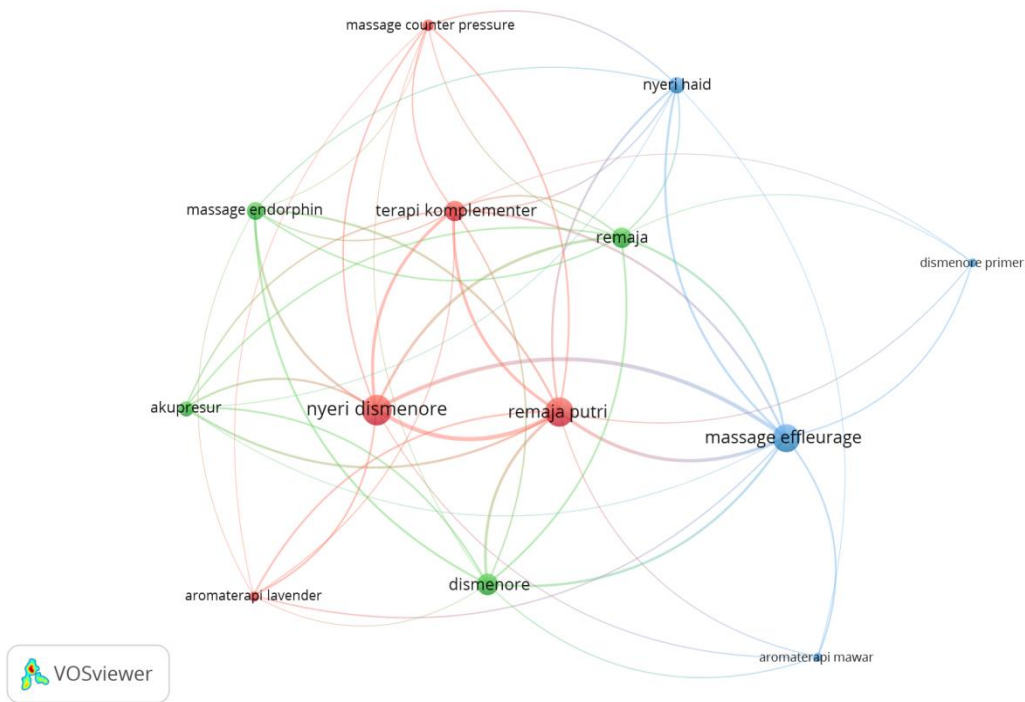 massage counter pressure
nyeri haid
massage endorphin
terapi komplementer
remaja
dismenore primer
akupresur
nyeri dismenore
remaja putri
massage effleurage
dismenore
aromaterapi lavender
aromaterapi mawar
VOSviewer